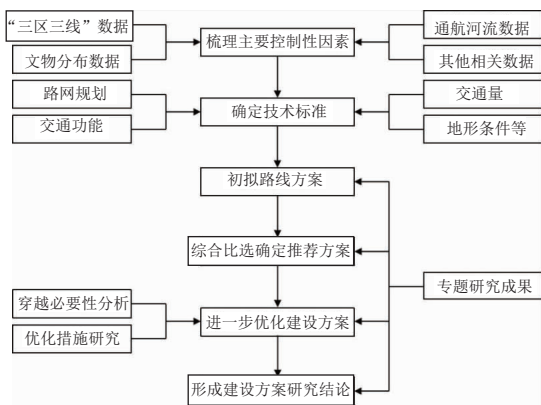 “三区三线”数据
梳理主要控制性因素
通航河流数据
文物分布数据
其他相关数据
路网规划
确定技术标准
交通量
交通功能
地形条件等
初拟路线方案
综合比选确定推荐方案
专题研究成果
穿越必要性分析
进一步优化建设方案
优化措施研究
形成建设方案研究结论